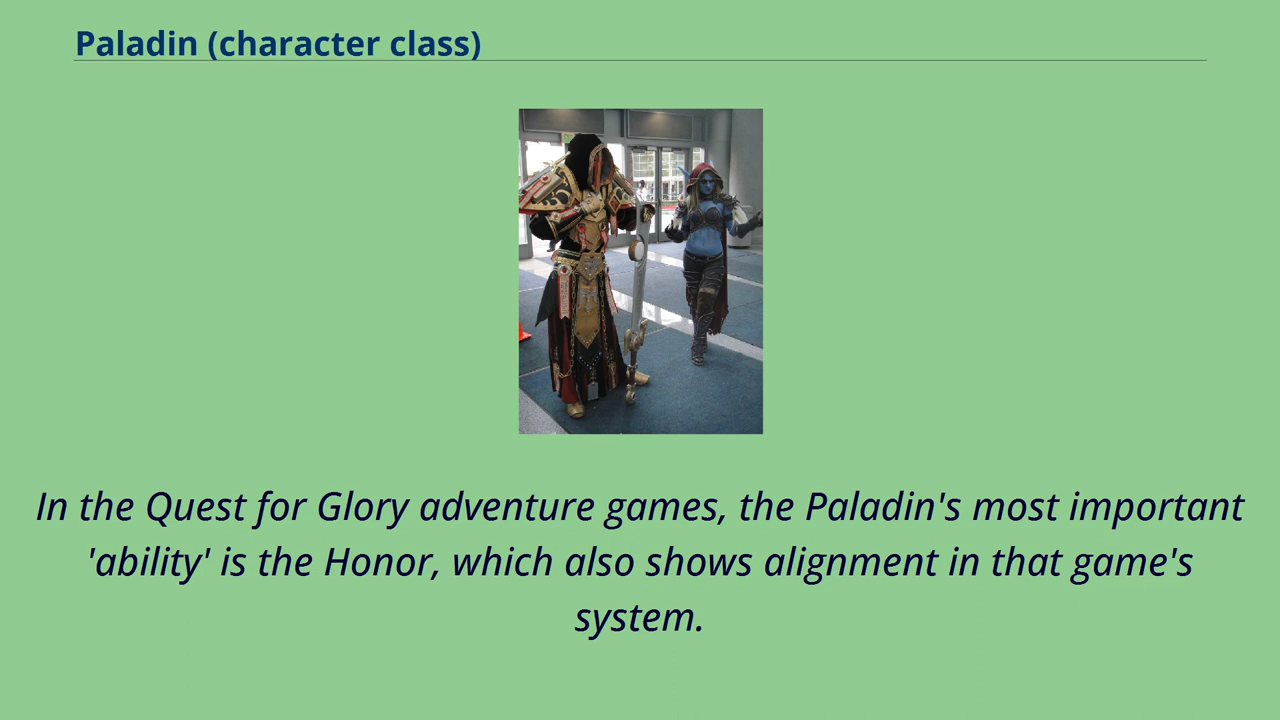 Paladin (character class)
In the Quest for Glory adventure games, the Paladin's most important
'ability' is the Honor, which also shows alignment in that game's
system.